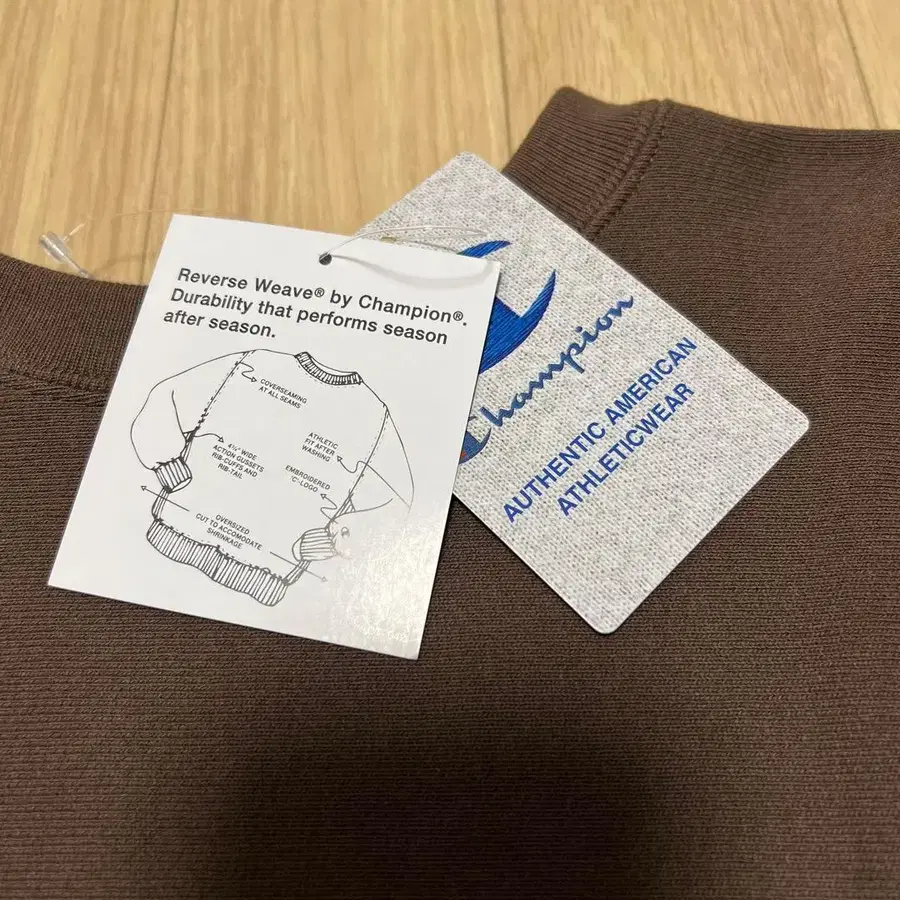 Reverse Weave® by Champion®.
Durability that performs season
after season.
COVERSEAMING
AT ALL SEAMS
ATHLETIC
FIT AFTER
WASHING
4½" WIDE
ACTION GUSSETS
RIB-CUFFS AND
RIB-TAIL
EMBROIDERED
'C'-LOGO
OVERSIZED
CUT TO ACCOMODATE
SHRINKAGE
Champion
AUTHENTIC AMERICAN
ATHLETICWEAR